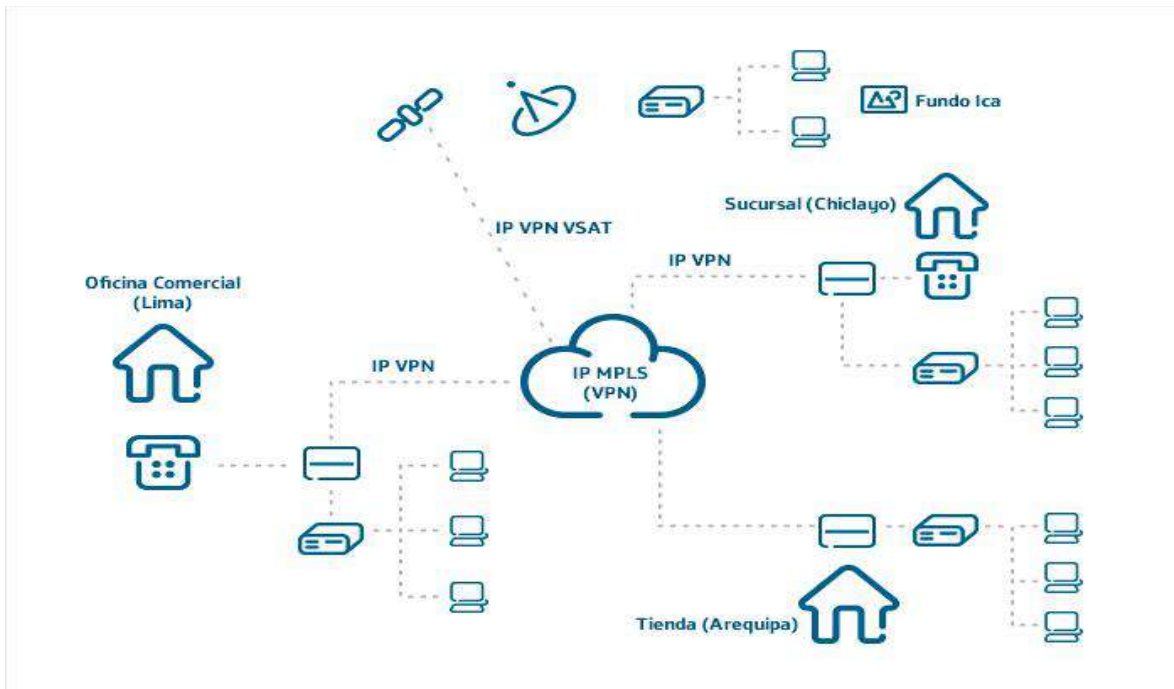 Fundo Ica
Sucursal (Chiclayo)
IP VPN VSAT
IP VPN
Oficina Comercial
(Lima)
IP VPN
IP MPLS
(VPN)
Tienda (Arequipa)